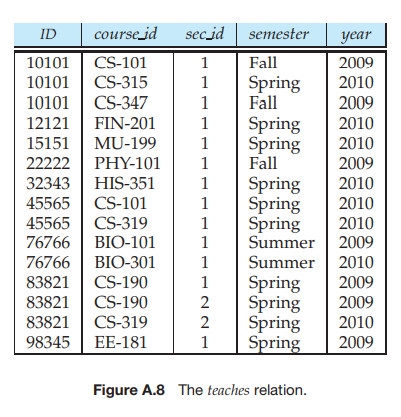 ID course_id sec_id semester year
10101 CS-101 1 Fall 2009
10101 CS-315 1 Spring 2010
10101 CS-347 1 Fall 2009
12121 FIN-201 1 Spring 2010
15151 MU-199 1 Spring 2010
22222 PHY-101 1 Fall 2009
32343 HIS-351 1 Spring 2010
45565 CS-101 1 Spring 2010
45565 CS-319 1 Spring 2010
76766 BIO-101 1 Summer 2009
76766 BIO-301 1 Summer 2010
83821 CS-190 1 Spring 2009
83821 CS-190 2 Spring 2009
83821 CS-319 2 Spring 2010
98345 EE-181 1 Spring 2009
Figure A.8 The teaches relation.